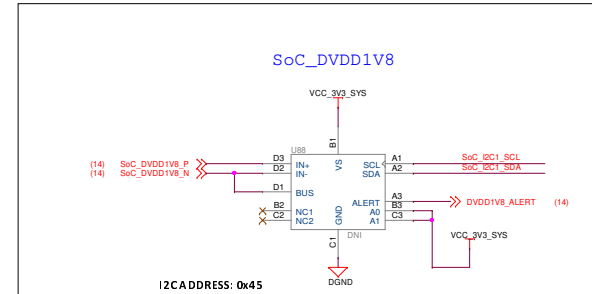 SoC_DVDD1V8
VCC_3V3_SYS
B1
U88
(14) SoC_DVDD1V8_P D3 IN+ VS SCL A1 SoC_I2C1_SCL
(14) SoC_DVDD1V8_N D2 IN- SDA A2 SoC_I2C1_SDA
D1 BUS
ALERT A3 DVDD1V8_ALERT (14)
B2 NC1 GND A0 B3
C2 NC2 A1 C3
C1 DNI
VCC_3V3_SYS
DGND
I2C ADDRESS: 0x45